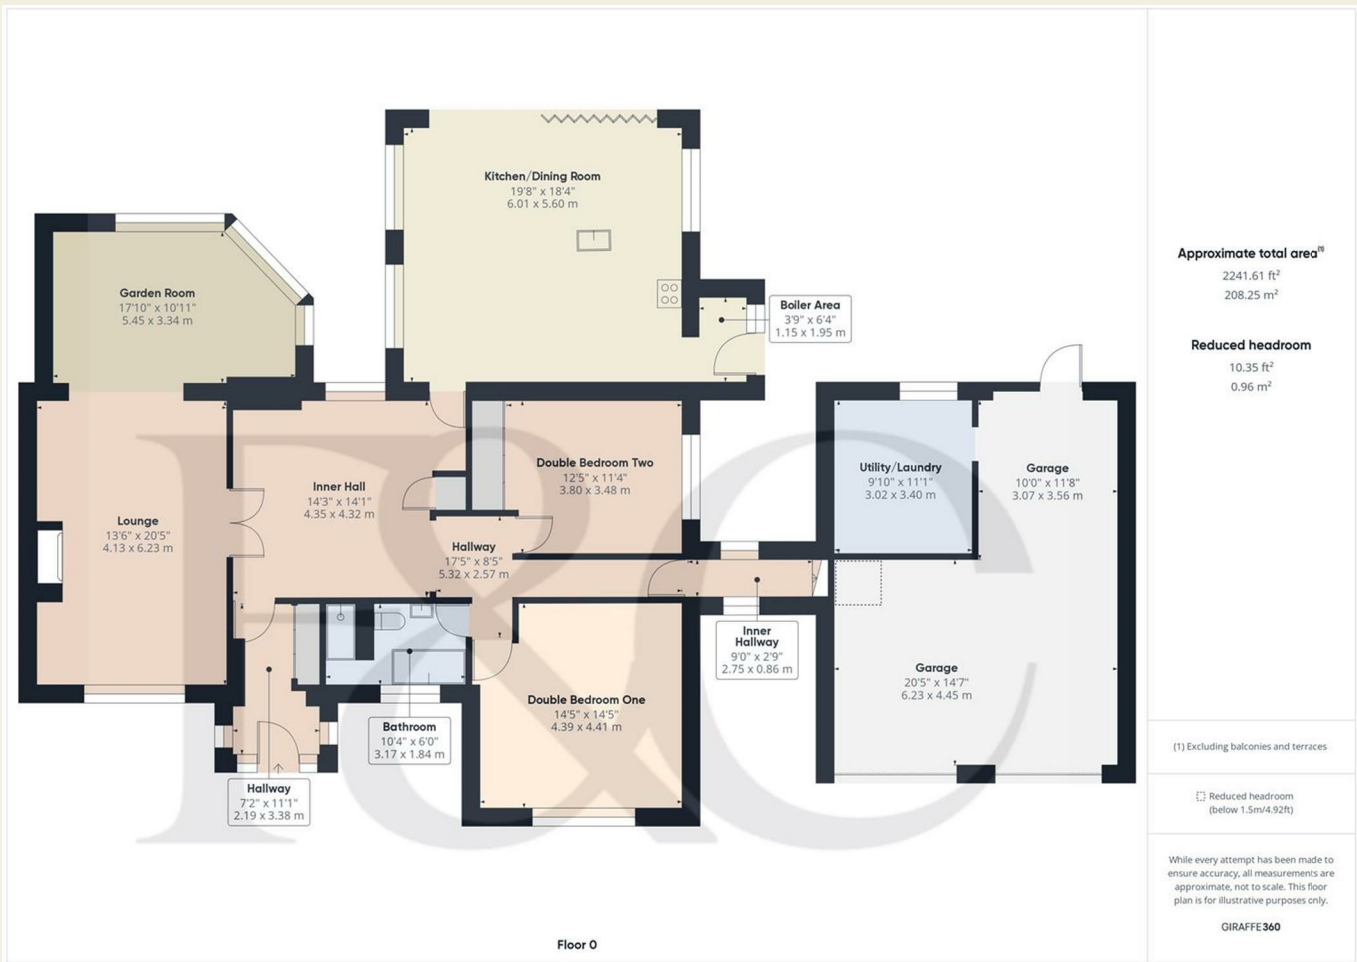 Kitchen/Dining Room
19'8" x 18'4"
6.01 x 5.60 m
Garden Room
17'10" x 10'11"
5.45 x 3.34 m
Boiler Area
3'9" x 6'4"
1.15 x 1.95 m
Double Bedroom Two
12'5" x 11'4"
3.80 x 3.48 m
Utility/Laundry
9'10" x 11'1"
3.02 x 3.40 m
Garage
10'0" x 11'8"
3.07 x 3.56 m
Inner Hall
14'3" x 14'1"
4.35 x 4.32 m
Lounge
13'6" x 20'5"
4.13 x 6.23 m
Hallway
17'5" x 8'5"
5.32 x 2.57 m
Inner
Hallway
9'0" x 2'9"
2.75 x 0.86 m
Garage
20'5" x 14'7"
6.23 x 4.45 m
Double Bedroom One
14'5" x 14'5"
4.39 x 4.41 m
Bathroom
10'4" x 6'0"
3.17 x 1.84 m
Hallway
7'2" x 11'1"
2.19 x 3.38 m
F&C
Floor 0
Approximate total area(1)
2241.61 ft²
208.25 m²
Reduced headroom
10.35 ft²
0.96 m²
(1) Excluding balconies and terraces
Reduced headroom
(below 1.5m/4.92ft)
While every attempt has been made to
ensure accuracy, all measurements are
approximate, not to scale. This floor
plan is for illustrative purposes only.
GIRAFFE360